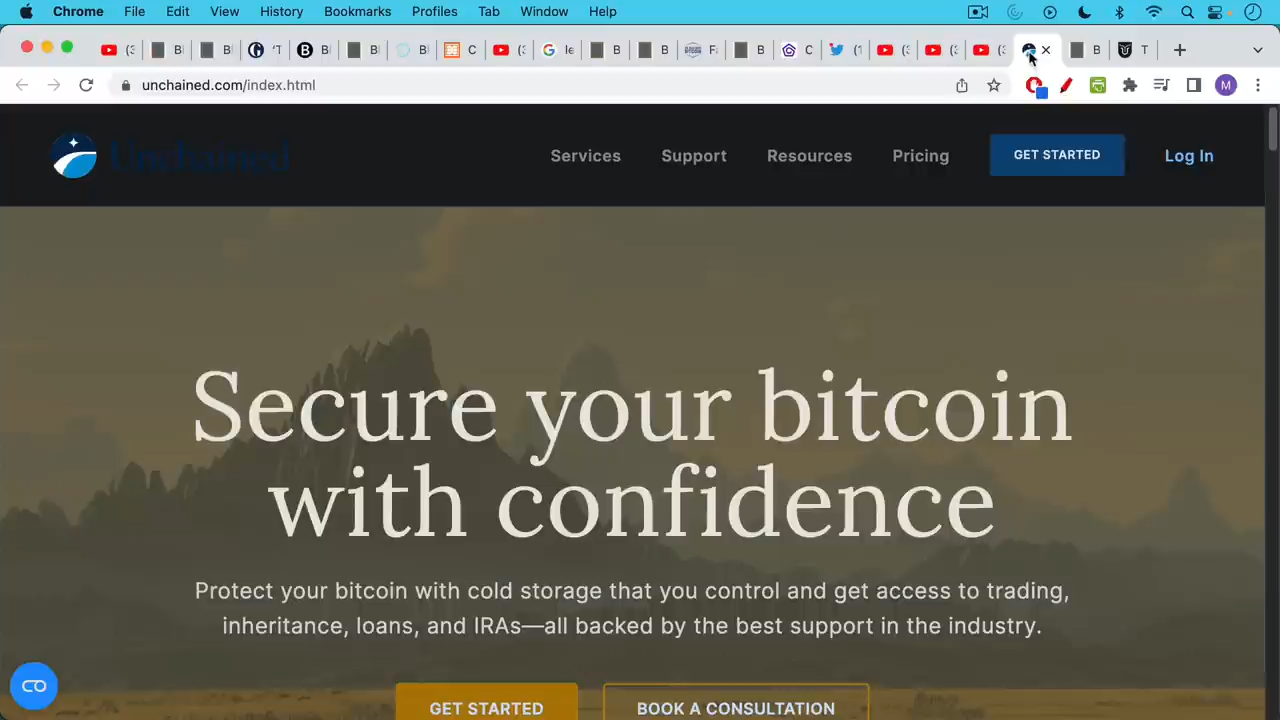 Chrome File Edit View History Bookmarks Profiles Tab Window Help
unchained.com/index.html
M
Unchained
Services Support Resources Pricing GET STARTED Log In
Secure your bitcoin
with confidence
Protect your bitcoin with cold storage that you control and get access to trading,
inheritance, loans, and IRAs—all backed by the best support in the industry.
GET STARTED BOOK A CONSULTATION